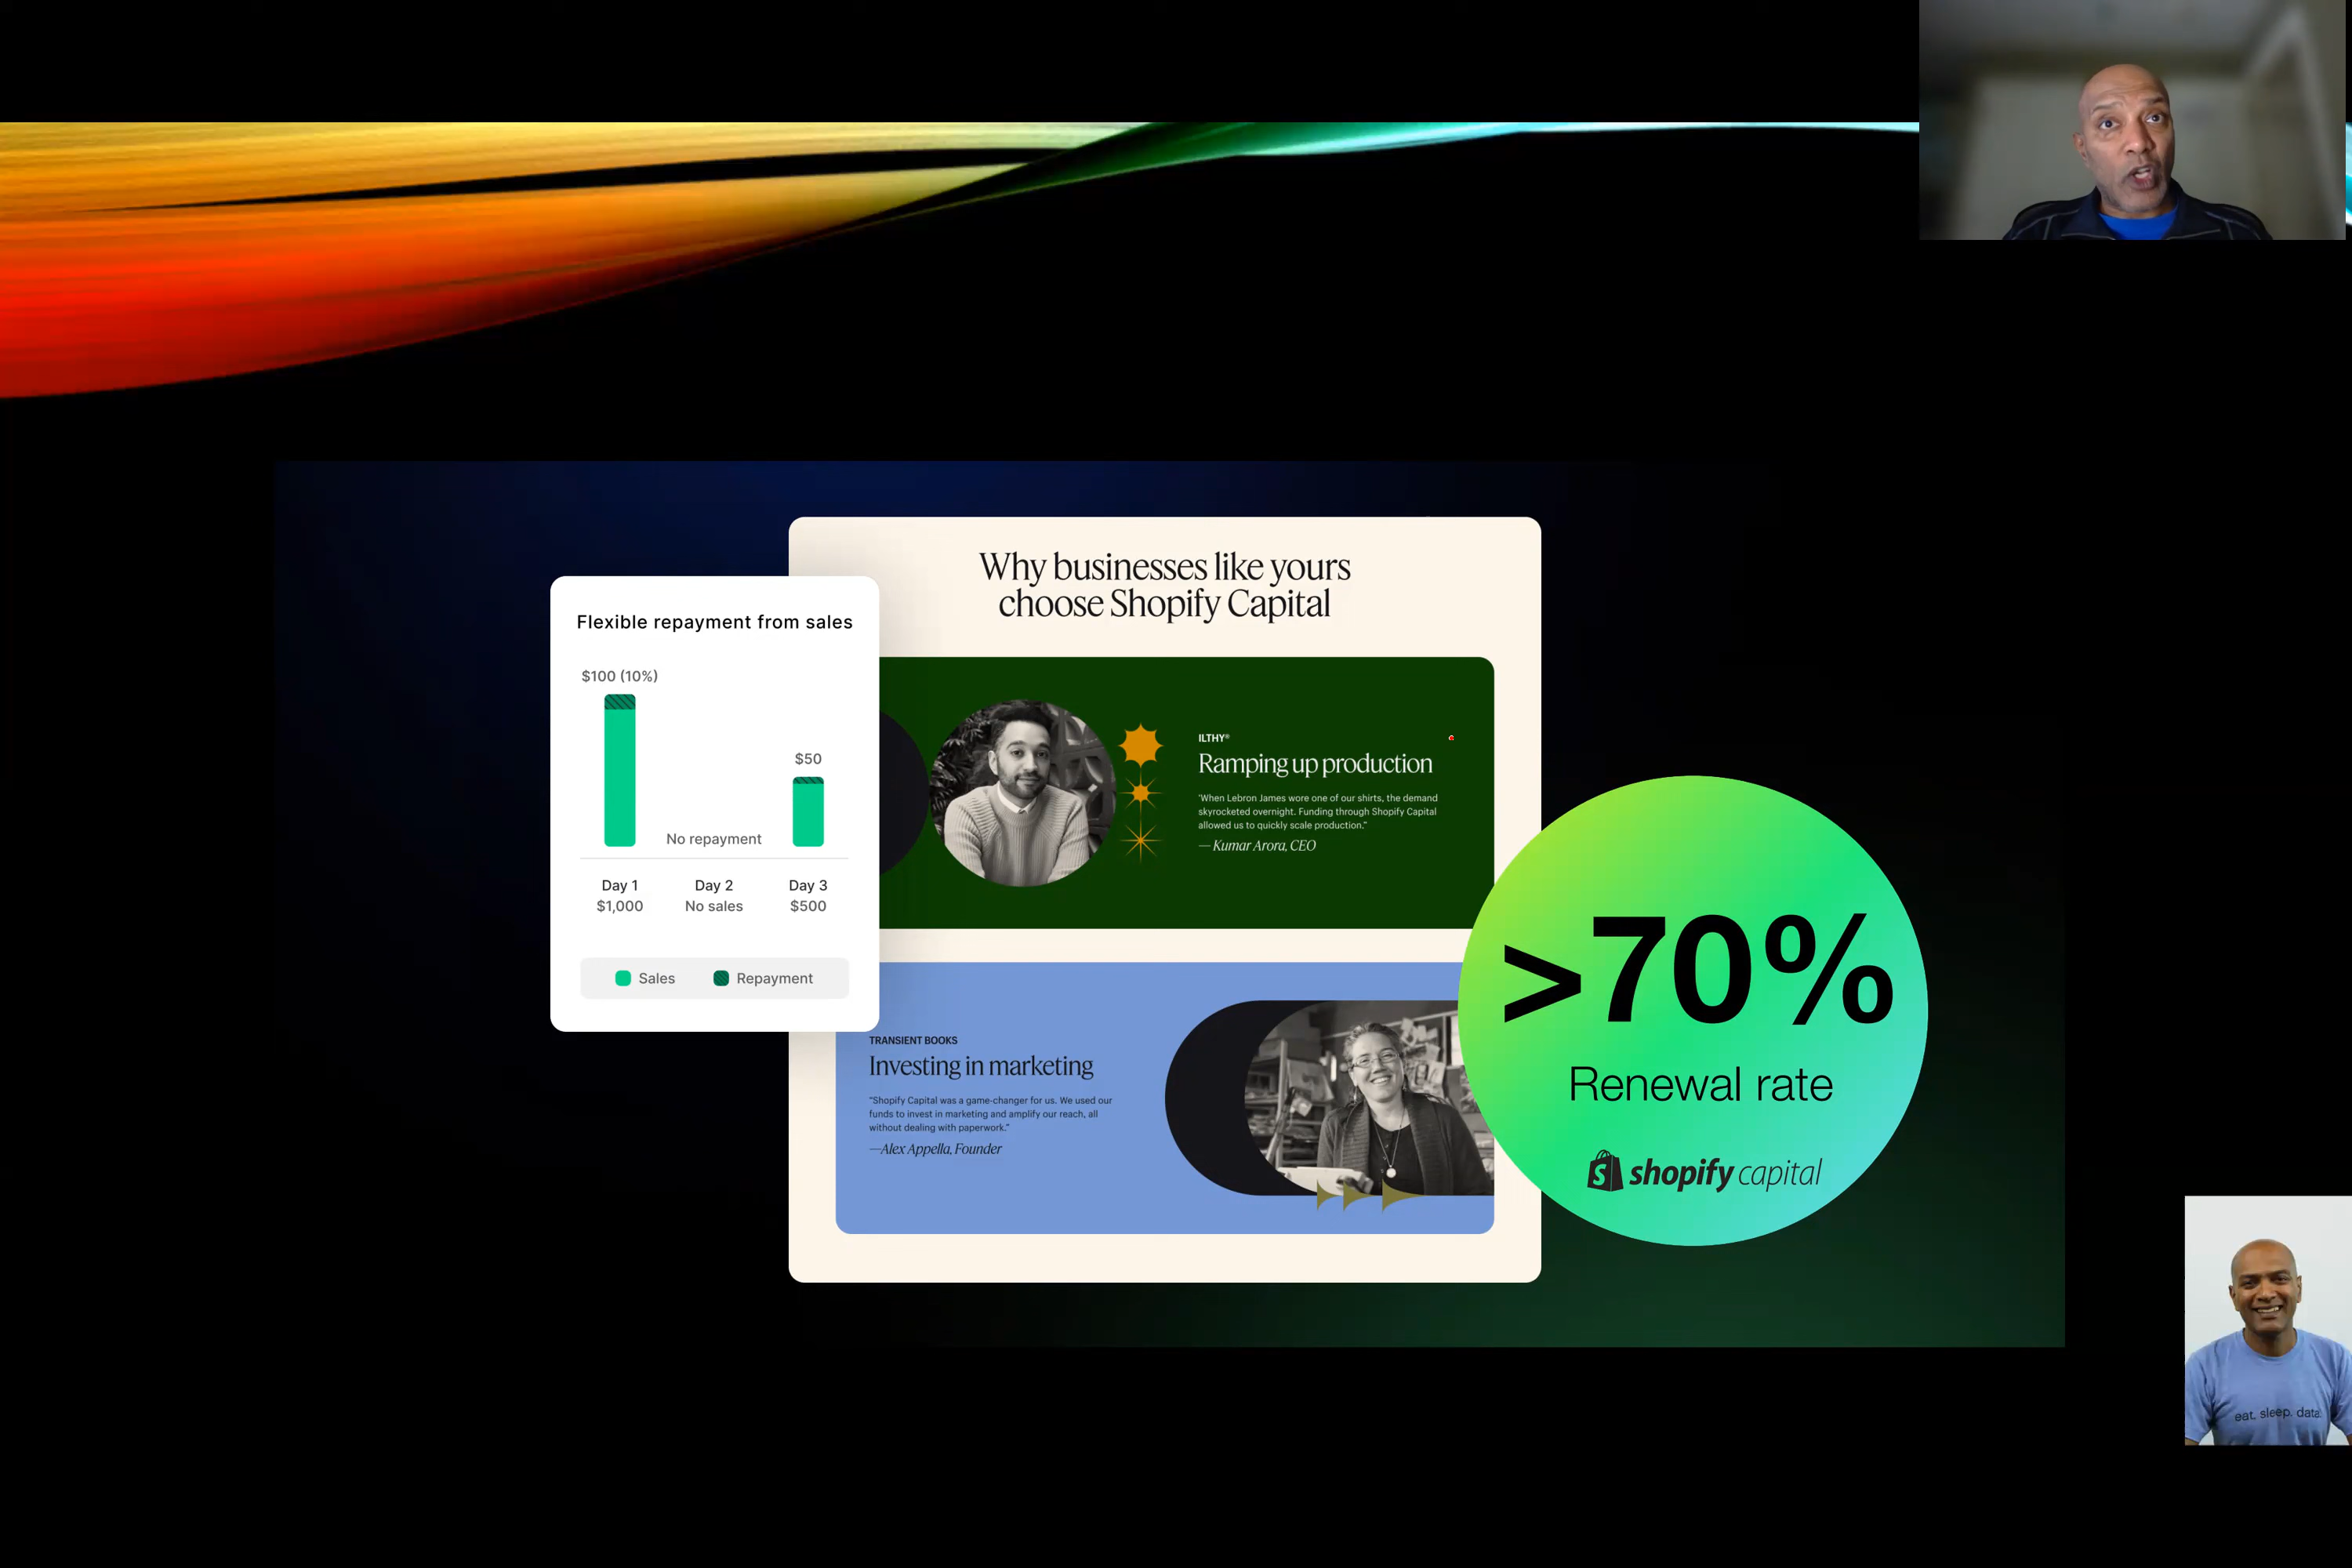 Why businesses like yours
choose Shopify Capital
Flexible repayment from sales
$100 (10%)
$50
No repayment
Day 1
Day 2
Day 3
$1,000
No sales
$500
Sales
Repayment
ILTHY®
Ramping up production
"When Lebron James wore one of our shirts, the demand
skyrocketed overnight. Funding through Shopify Capital
allowed us to quickly scale production."
— Kumar Arora, CEO
TRANSIENT BOOKS
Investing in marketing
"Shopify Capital was a game-changer for us. We used our
funds to invest in marketing and amplify our reach, all
without dealing with paperwork."
—Alex Appella, Founder
>70%
Renewal rate
shopify capital
eat. sleep. data.